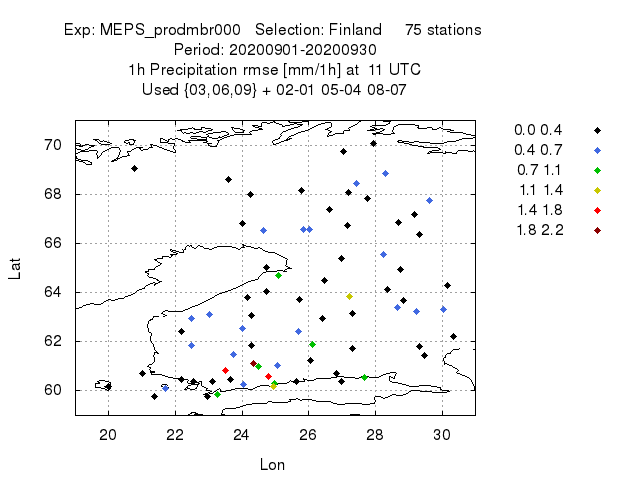 Exp: MEPS_prodmbr000 Selection: Finland 75 stations
Period: 20200901-20200930
1h Precipitation rmse [mm/1h] at 11 UTC
Used {03,06,09} + 02-01 05-04 08-07
0.0 0.4
0.4 0.7
0.7 1.1
1.1 1.4
1.4 1.8
1.8 2.2
70
68
66
64
62
60
Lat
20 22 24 26 28 30
Lon